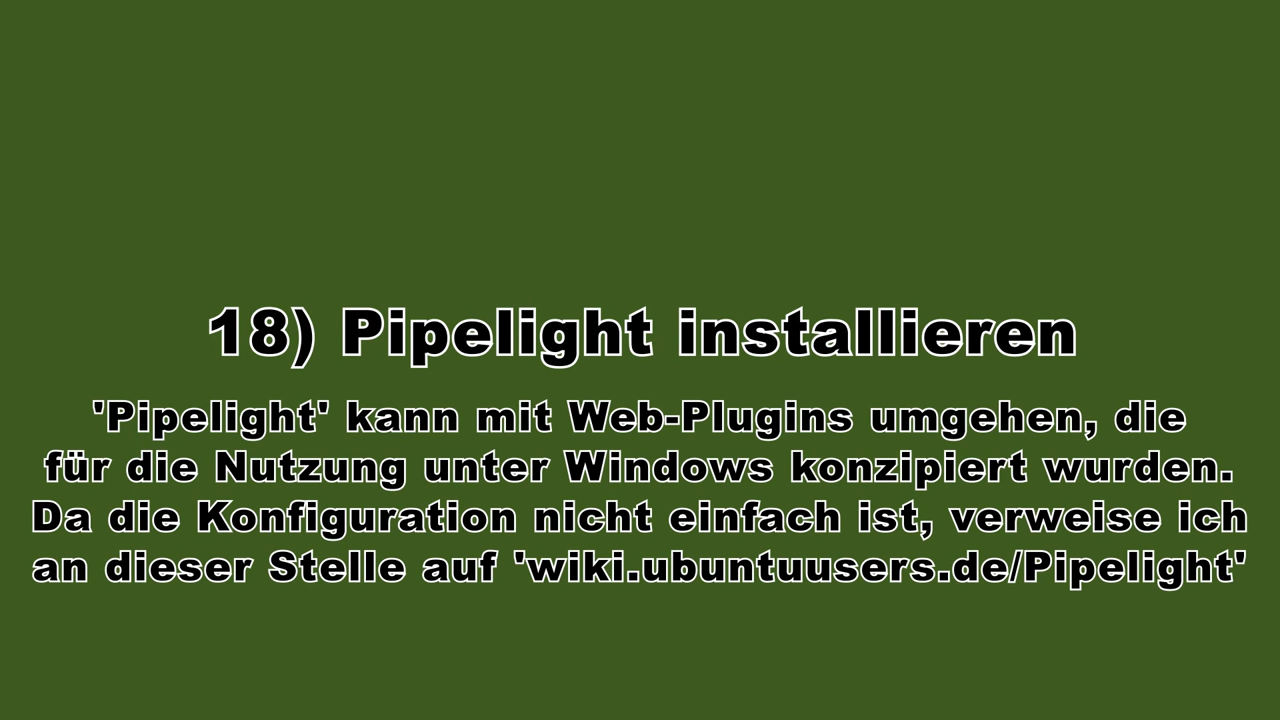 18) Pipelight installieren
'Pipelight' kann mit Web-Plugins umgehen, die
für die Nutzung unter Windows konzipiert wurden.
Da die Konfiguration nicht einfach ist, verweise ich
an dieser Stelle auf 'wiki.ubuntuusers.de/Pipelight'